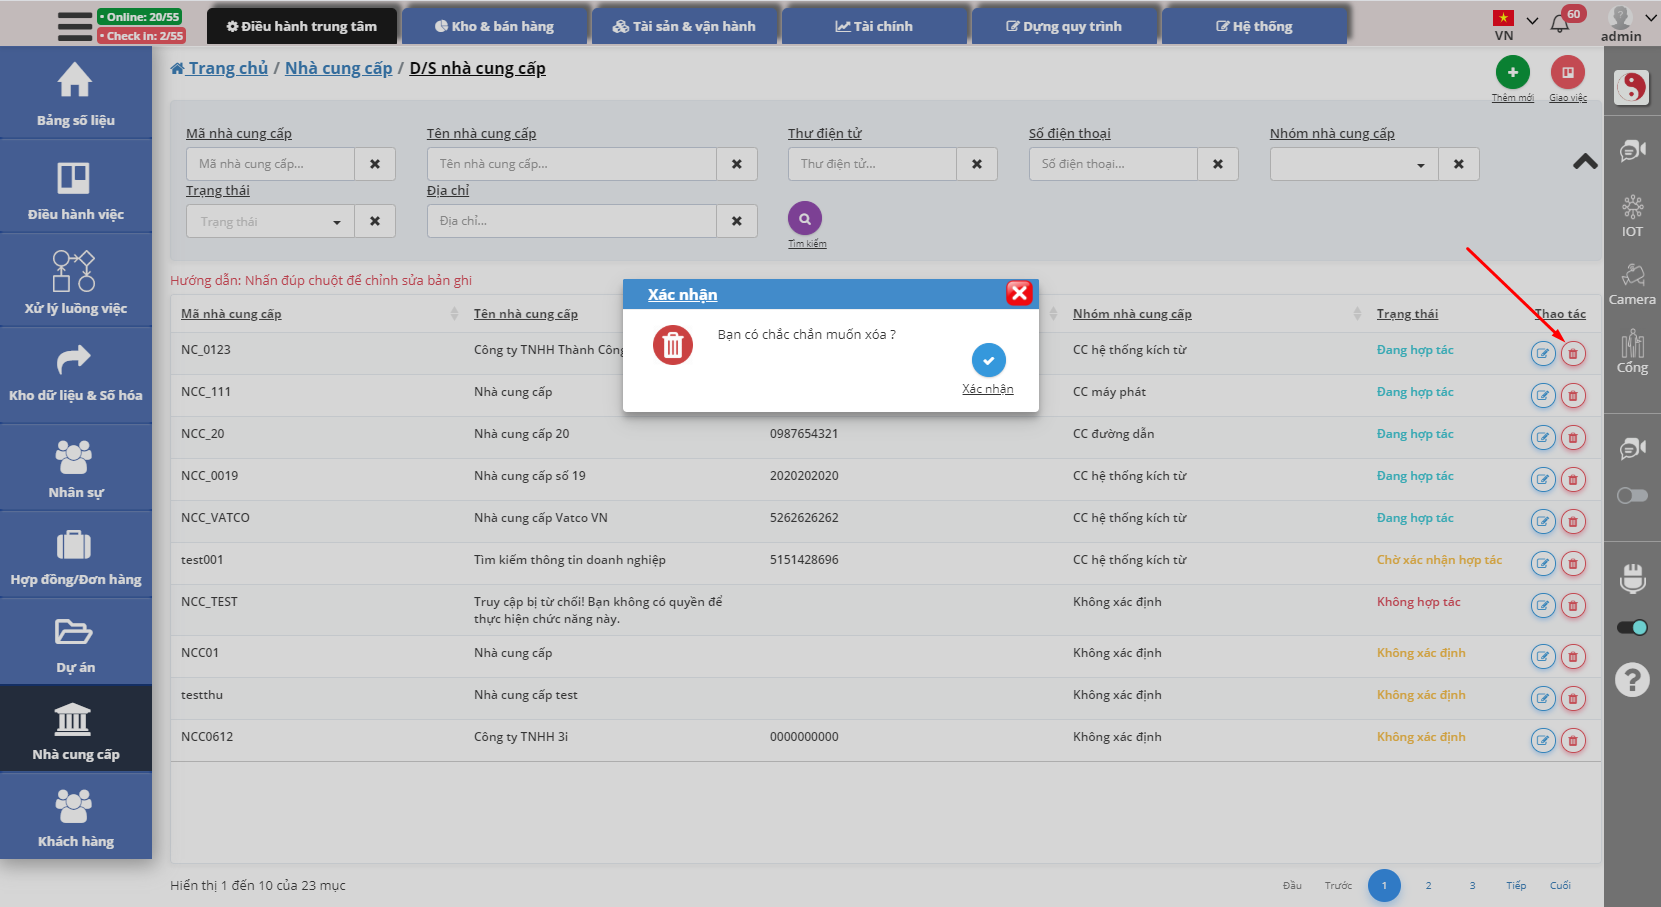 • Online: 20/55
• Check in: 2/55
Điều hành trung tâm
Kho & bán hàng
Tài sản & vận hành
Tài chính
Dựng quy trình
Hệ thống
VN
60
admin
Bảng số liệu
Điều hành việc
Xử lý luồng việc
Kho dữ liệu & Số hóa
Nhân sự
Hợp đồng/Đơn hàng
Dự án
Nhà cung cấp
Khách hàng
Trang chủ / Nhà cung cấp / D/S nhà cung cấp
Thêm mới
Giao việc
Mã nhà cung cấp
Tên nhà cung cấp
Thư điện tử
Số điện thoại
Nhóm nhà cung cấp
Mã nhà cung cấp...
Tên nhà cung cấp...
Thư điện tử...
Số điện thoại...
Trạng thái
Địa chỉ
Trạng thái
Địa chỉ...
Tìm kiếm
Hướng dẫn: Nhấn đúp chuột để chỉnh sửa bản ghi
Xác nhận
Bạn có chắc chắn muốn xóa ?
Xác nhận
Mã nhà cung cấp Tên nhà cung cấp Nhóm nhà cung cấp Trạng thái Thao tác
NC_0123 Công ty TNHH Thành Công CC hệ thống kích từ Đang hợp tác
NCC_111 Nhà cung cấp CC máy phát Đang hợp tác
NCC_20 Nhà cung cấp 20 0987654321 CC đường dẫn Đang hợp tác
NCC_0019 Nhà cung cấp số 19 2020202020 CC hệ thống kích từ Đang hợp tác
NCC_VATCO Nhà cung cấp Vatco VN 5262626262 CC hệ thống kích từ Đang hợp tác
test001 Tìm kiếm thông tin doanh nghiệp 5151428696 CC hệ thống kích từ Chờ xác nhận hợp tác
NCC_TEST Truy cập bị từ chối! Bạn không có quyền để Không xác định Không hợp tác
thực hiện chức năng này.
NCC01 Nhà cung cấp Không xác định Không xác định
testthu Nhà cung cấp test Không xác định Không xác định
NCC0612 Công ty TNHH 3i 0000000000 Không xác định Không xác định
Hiển thị 1 đến 10 của 23 mục
Đầu Trước 1 2 3 Tiếp Cuối
IOT
Camera
Cổng
?